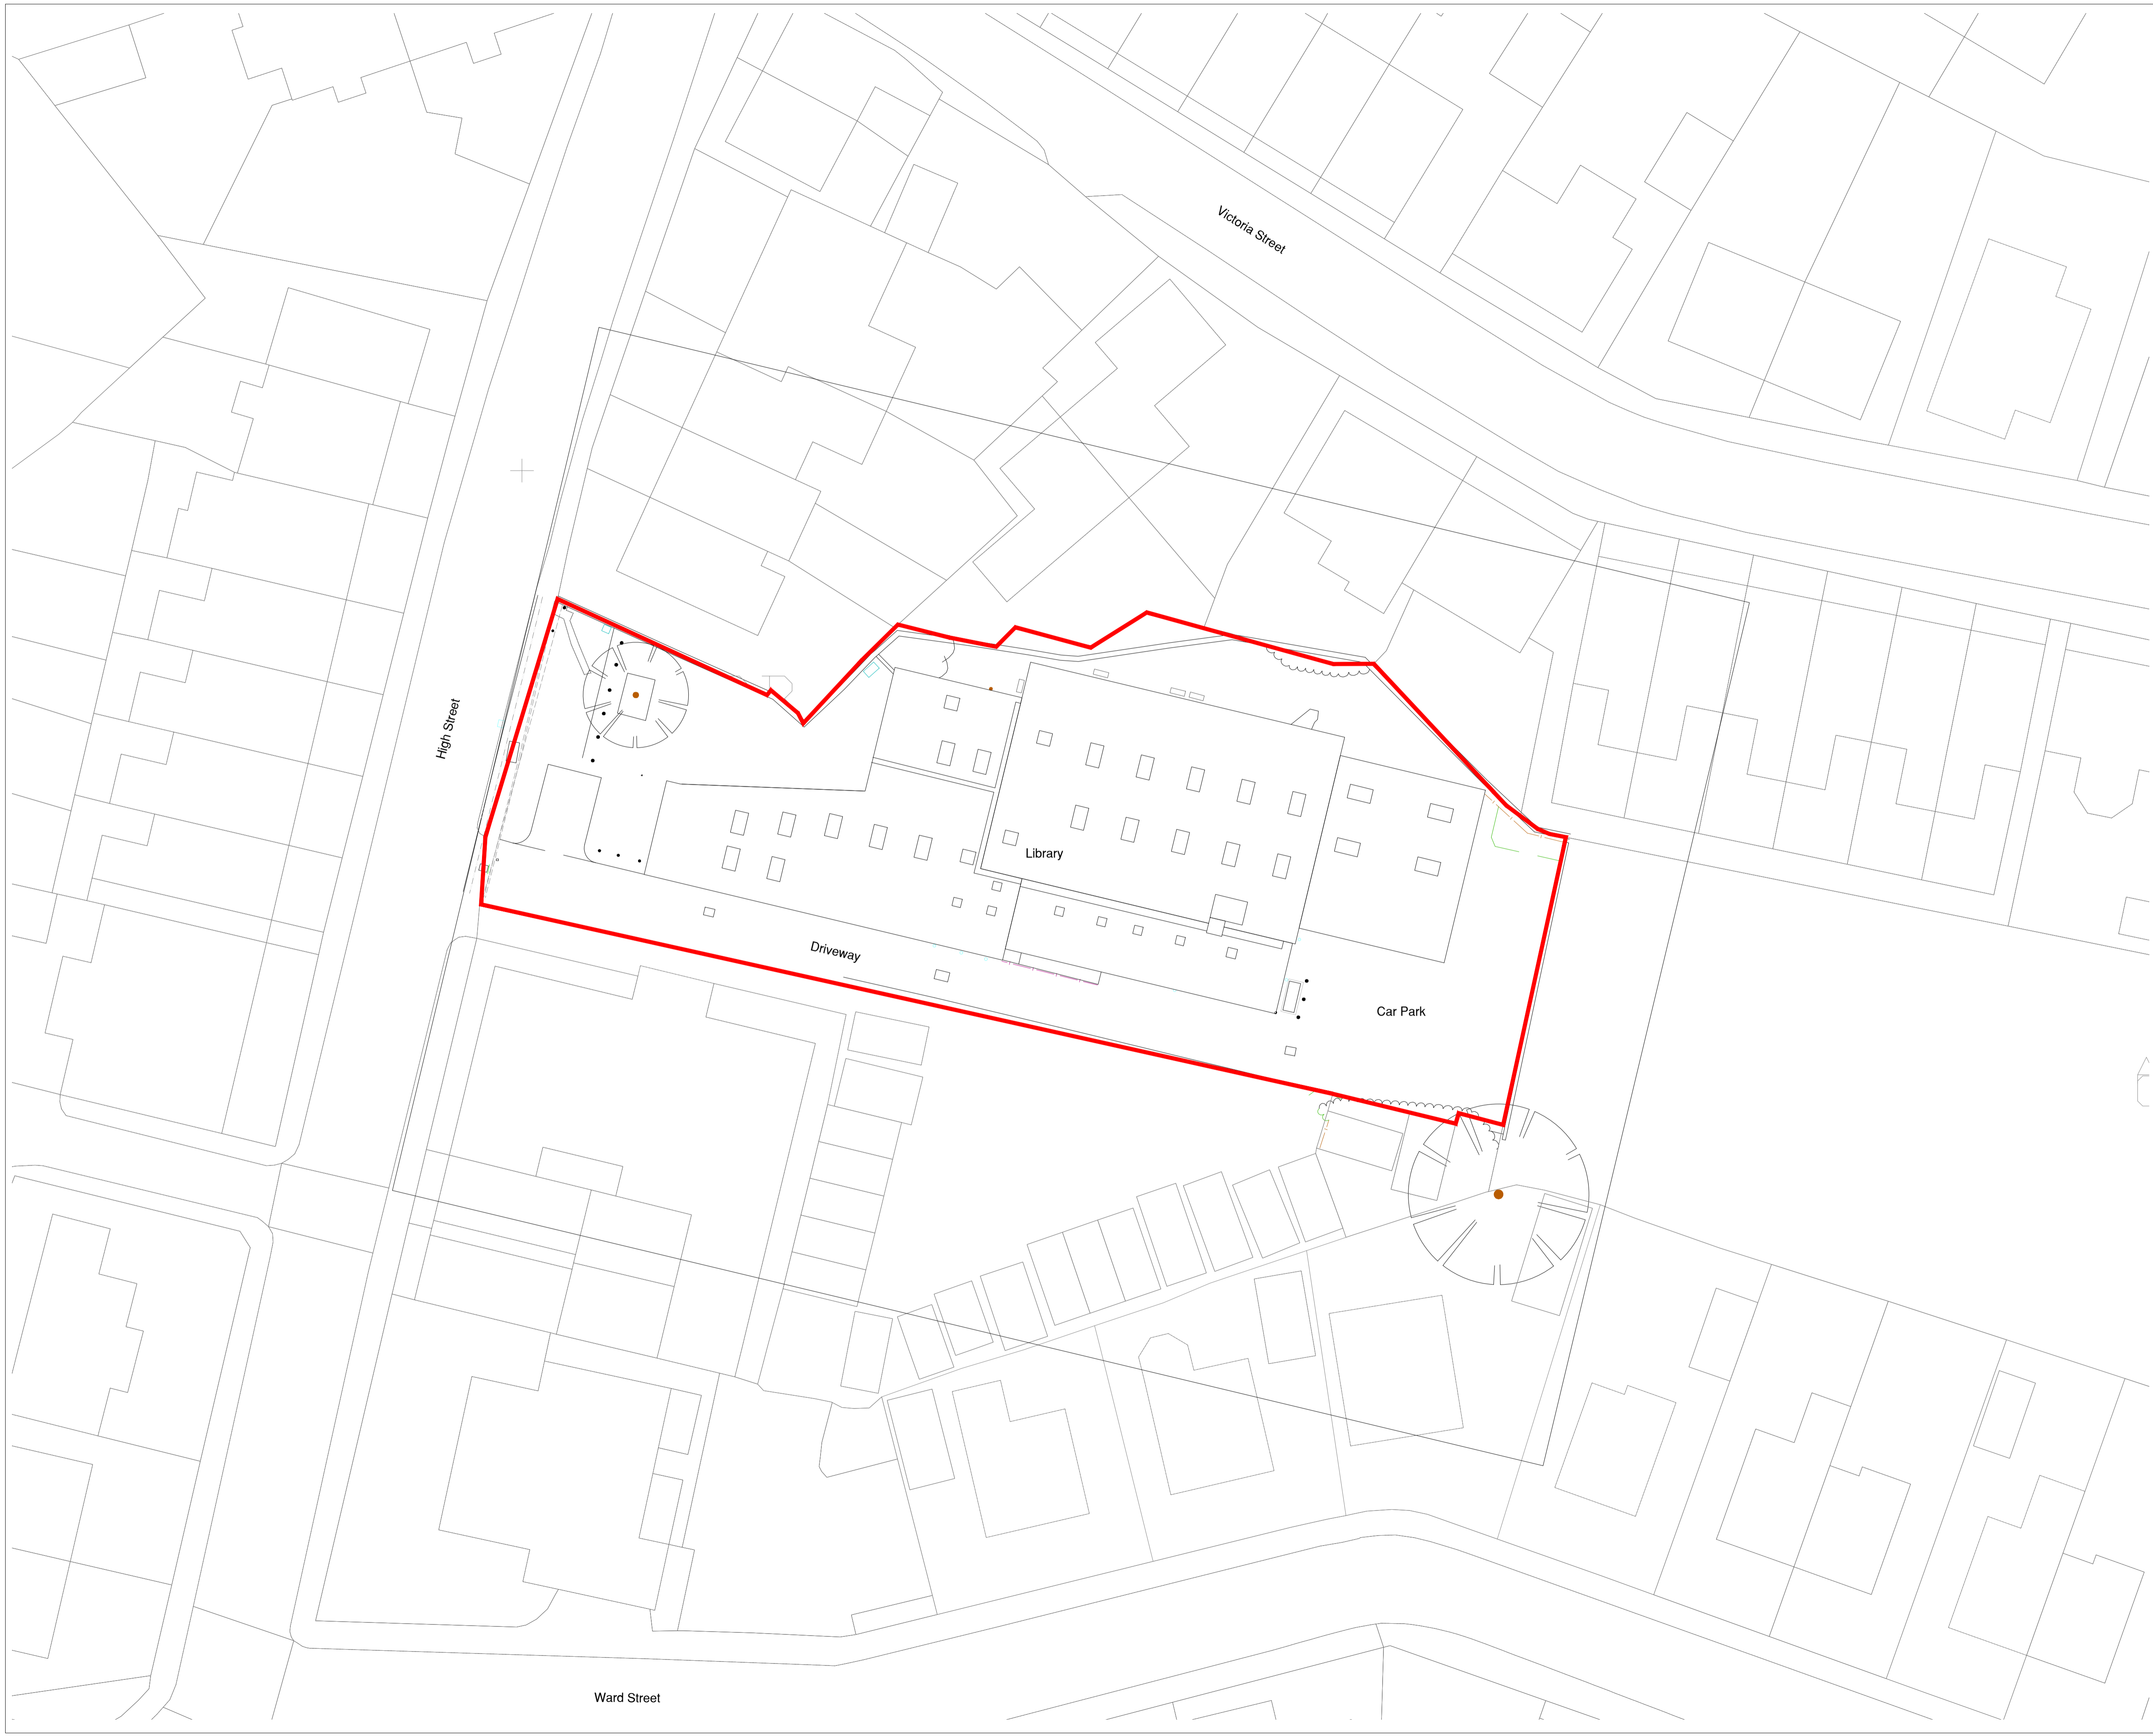 Victoria Street
High Street
Library
Driveway
Car Park
Ward Street